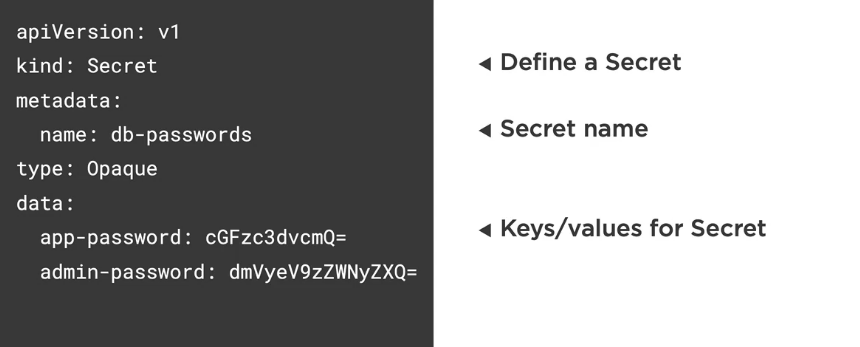 apiVersion: v1
kind: Secret
metadata:
  name: db-passwords
type: Opaque
data:
  app-password: cGFzc3dvcmQ=
  admin-password: dmVyeV9zZWNyZXQ=
Define a Secret
Secret name
Keys/values for Secret